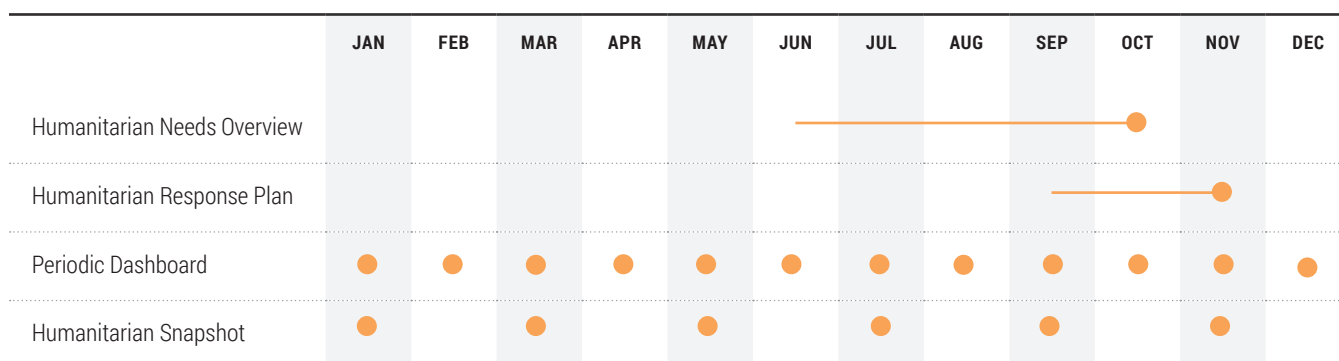 JAN FEB MAR APR MAY JUN JUL AUG SEP OCT NOV DEC
Humanitarian Needs Overview
Humanitarian Response Plan
Periodic Dashboard
Humanitarian Snapshot